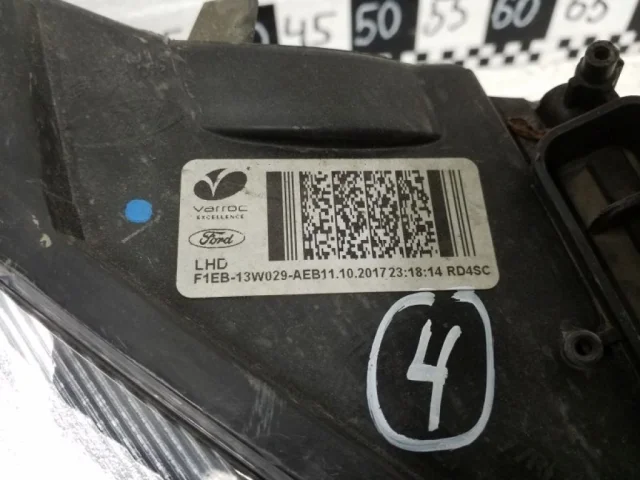 45 50 55 60 65
varroc
EXCELLENCE
Ford
LHD
F1EB-13W029-AEB11.10.2017 23:18:14 RD4SC
4